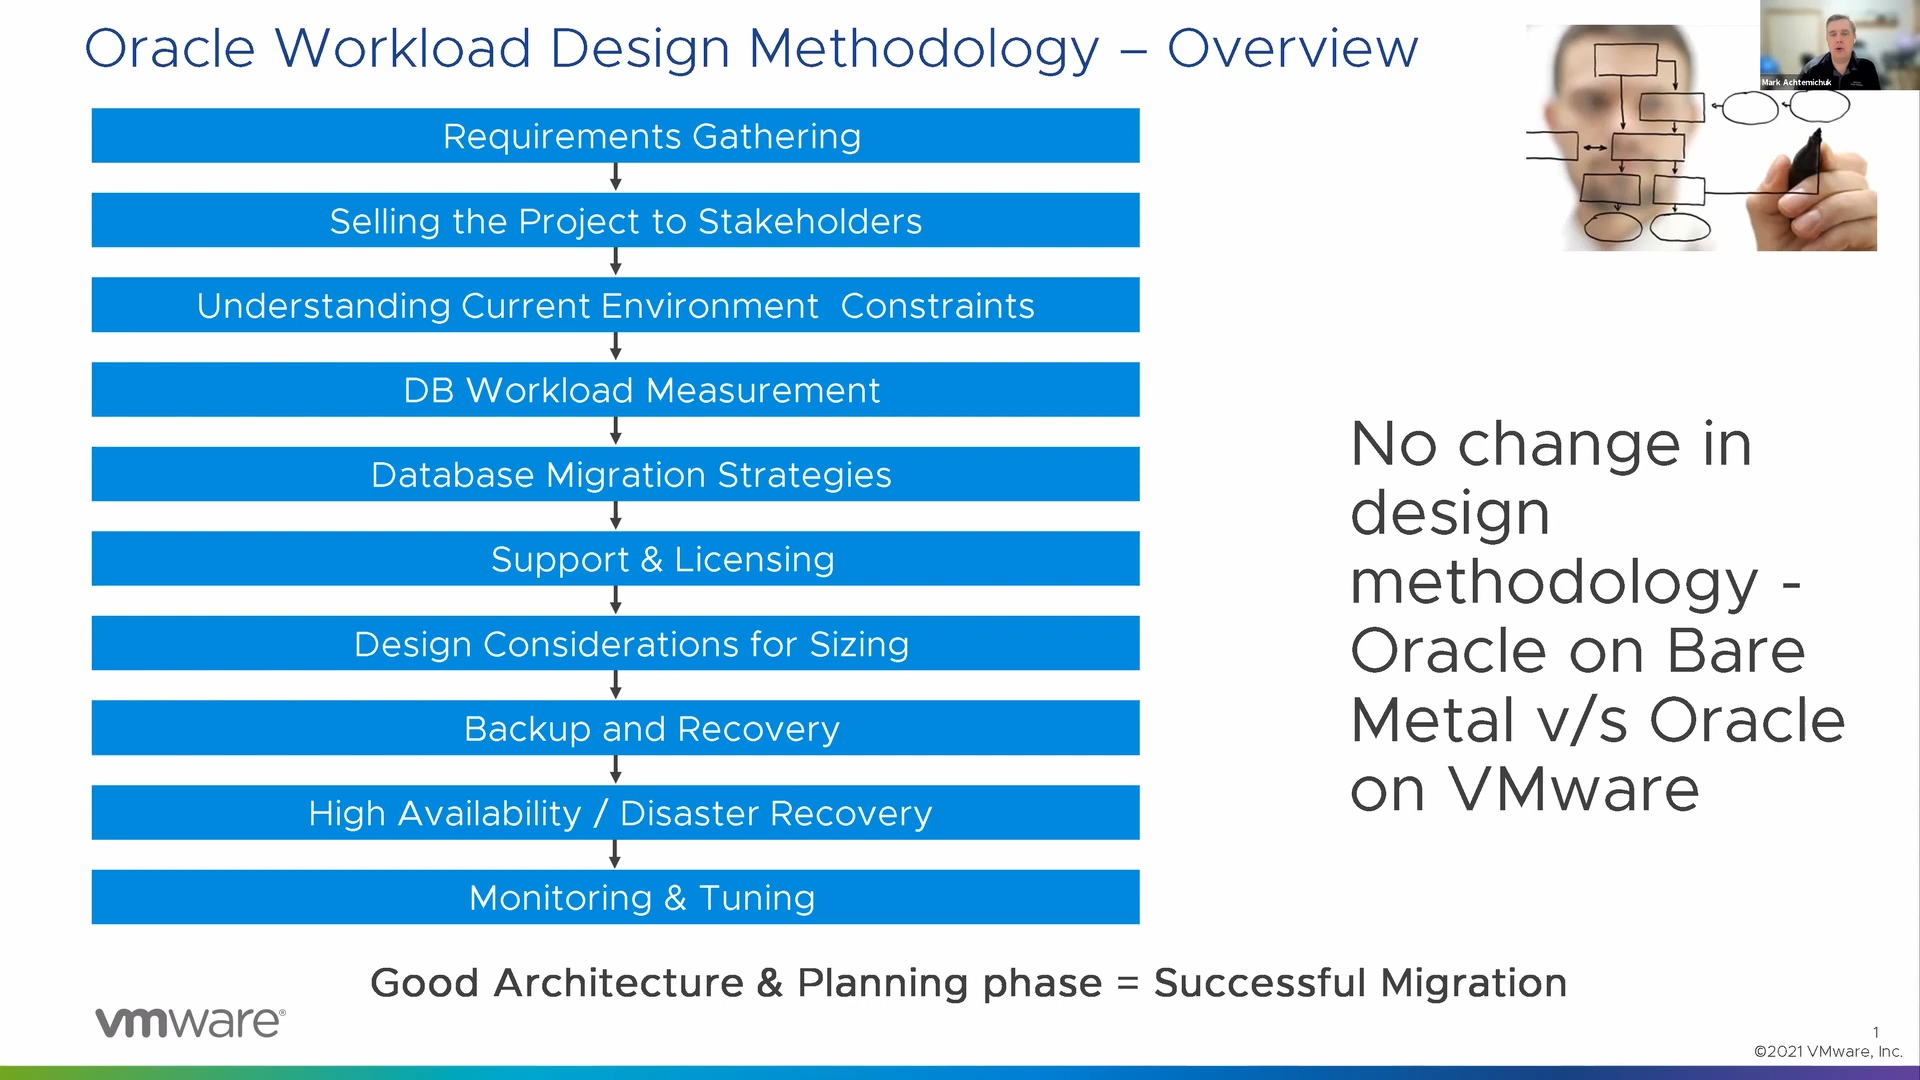 Oracle Workload Design Methodology – Overview
Mark Achtemichuk
Requirements Gathering
Selling the Project to Stakeholders
Understanding Current Environment  Constraints
DB Workload Measurement
Database Migration Strategies
Support & Licensing
Design Considerations for Sizing
Backup and Recovery
High Availability / Disaster Recovery
Monitoring & Tuning
No change in
design
methodology -
Oracle on Bare
Metal v/s Oracle
on VMware
Good Architecture & Planning phase = Successful Migration
vmware®
1
©2021 VMware, Inc.